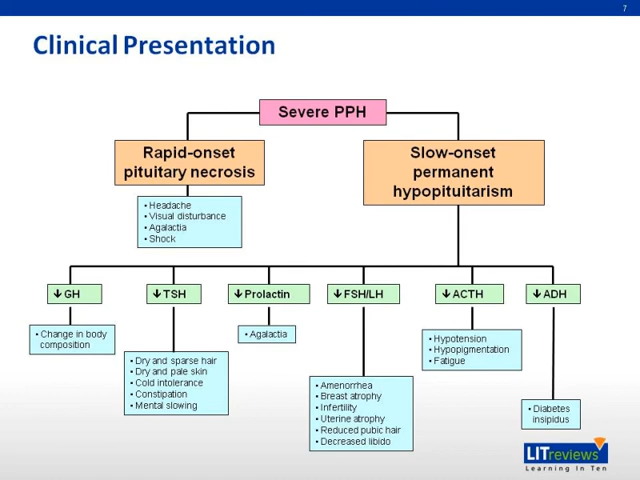 7
Clinical Presentation
Severe PPH
Rapid-onset
pituitary necrosis
Slow-onset
permanent
hypopituitarism
• Headache
• Visual disturbance
• Agalactia
• Shock
↓ GH
↓ TSH
↓ Prolactin
↓ FSH/LH
↓ ACTH
↓ ADH
• Change in body
composition
• Dry and sparse hair
• Dry and pale skin
• Cold intolerance
• Constipation
• Mental slowing
• Agalactia
• Amenorrhea
• Breast atrophy
• Infertility
• Uterine atrophy
• Reduced pubic hair
• Decreased libido
• Hypotension
• Hypopigmentation
• Fatigue
• Diabetes
insipidus
LITreviews
Learning In Ten